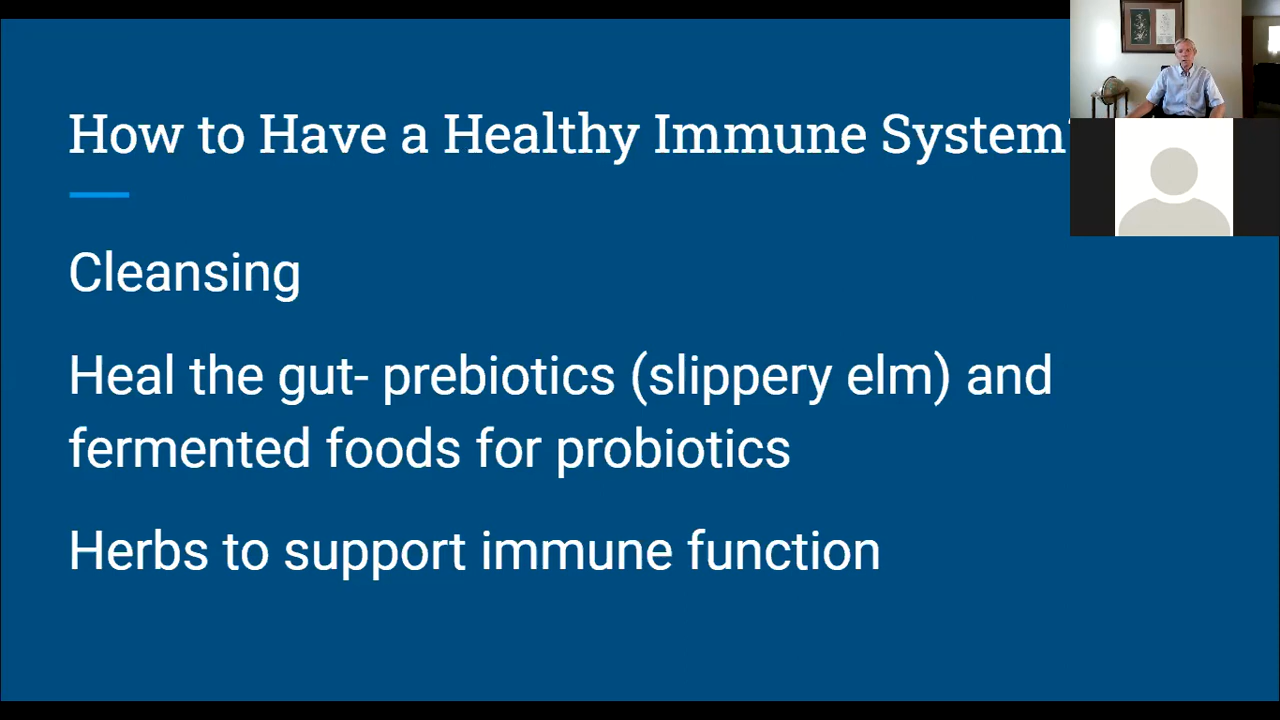 How to Have a Healthy Immune System
Cleansing
Heal the gut- prebiotics (slippery elm) and
fermented foods for probiotics
Herbs to support immune function